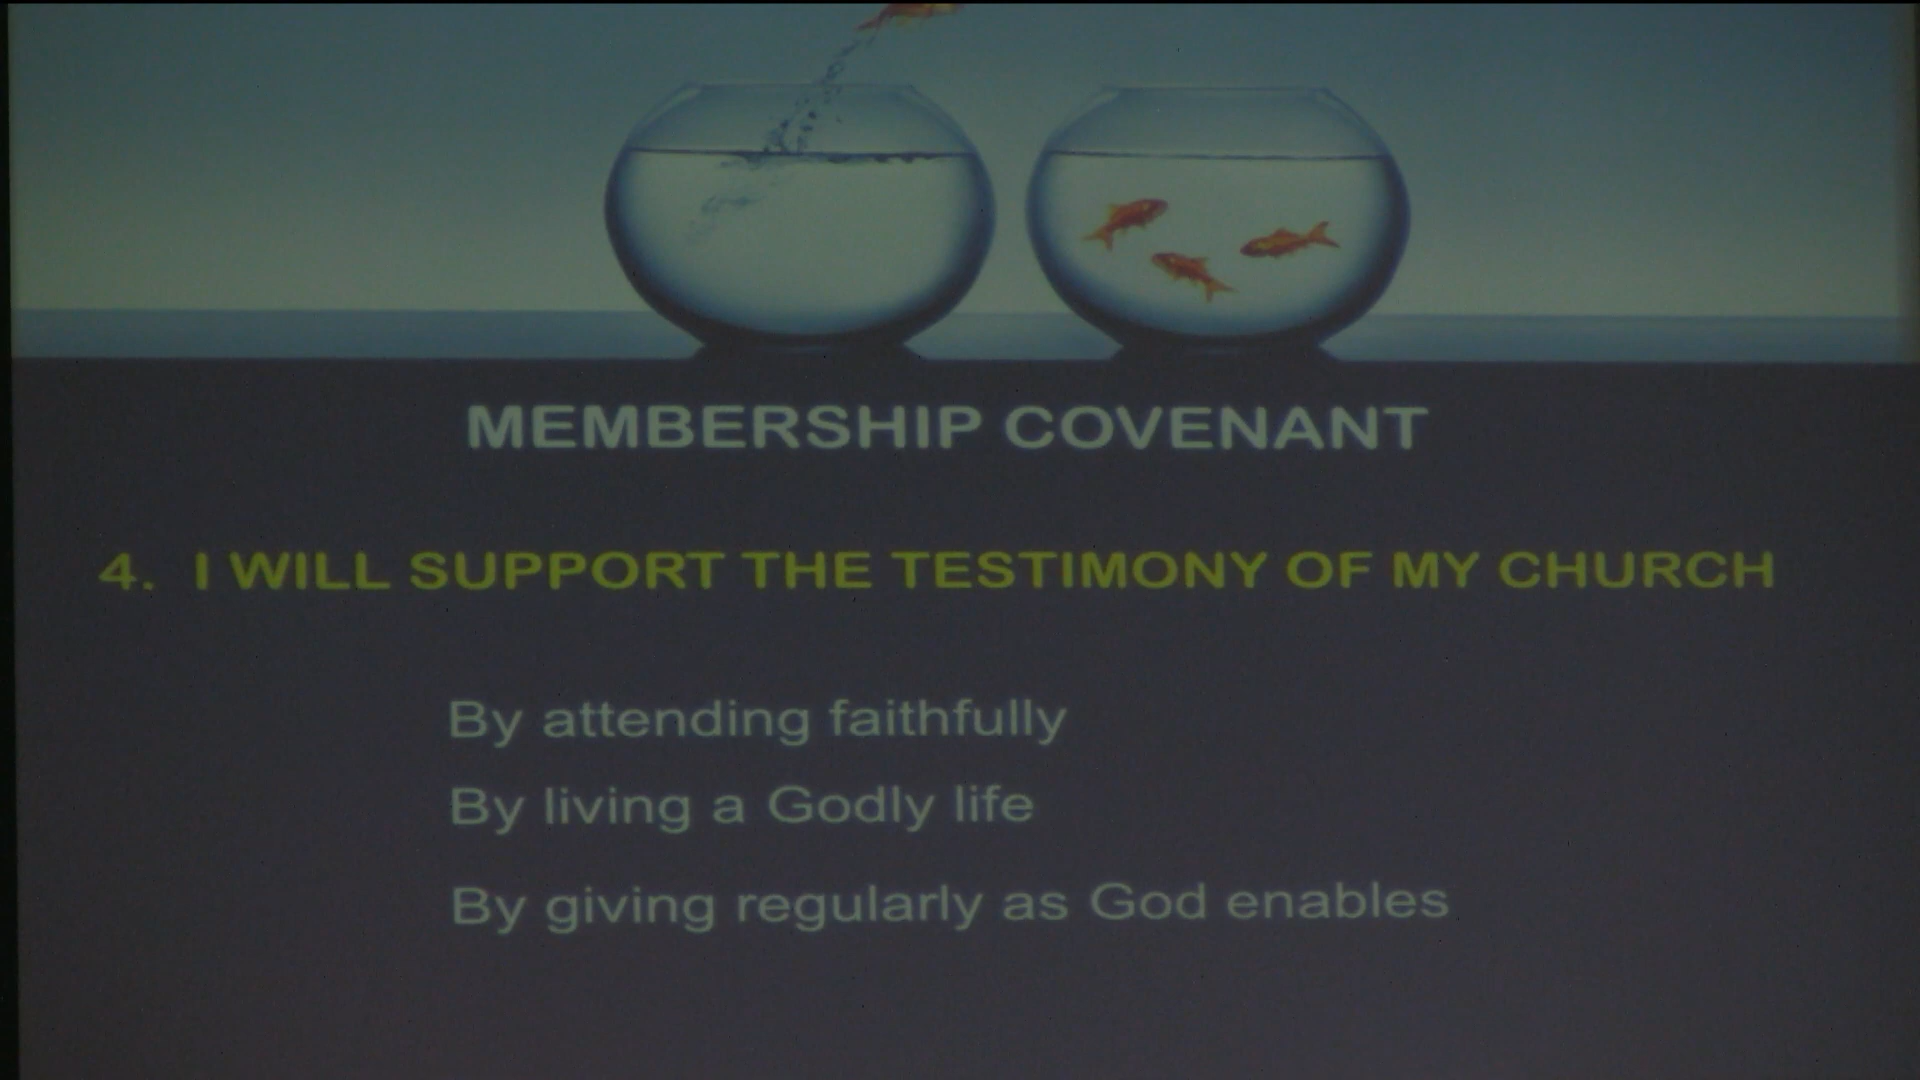 MEMBERSHIP COVENANT
4. I WILL SUPPORT THE TESTIMONY OF MY CHURCH
By attending faithfully
By living a Godly life
By giving regularly as God enables